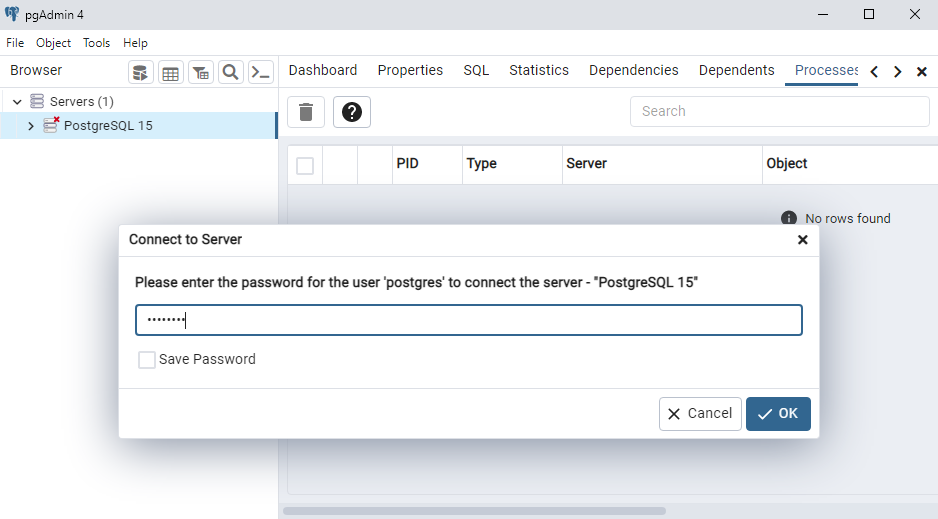 pgAdmin 4
File Object Tools Help
Browser
Dashboard Properties SQL Statistics Dependencies Dependents Processes
Servers (1)
PostgreSQL 15
Search
PID Type Server Object
No rows found
Connect to Server
Please enter the password for the user 'postgres' to connect the server - "PostgreSQL 15"
••••••••
Save Password
Cancel OK